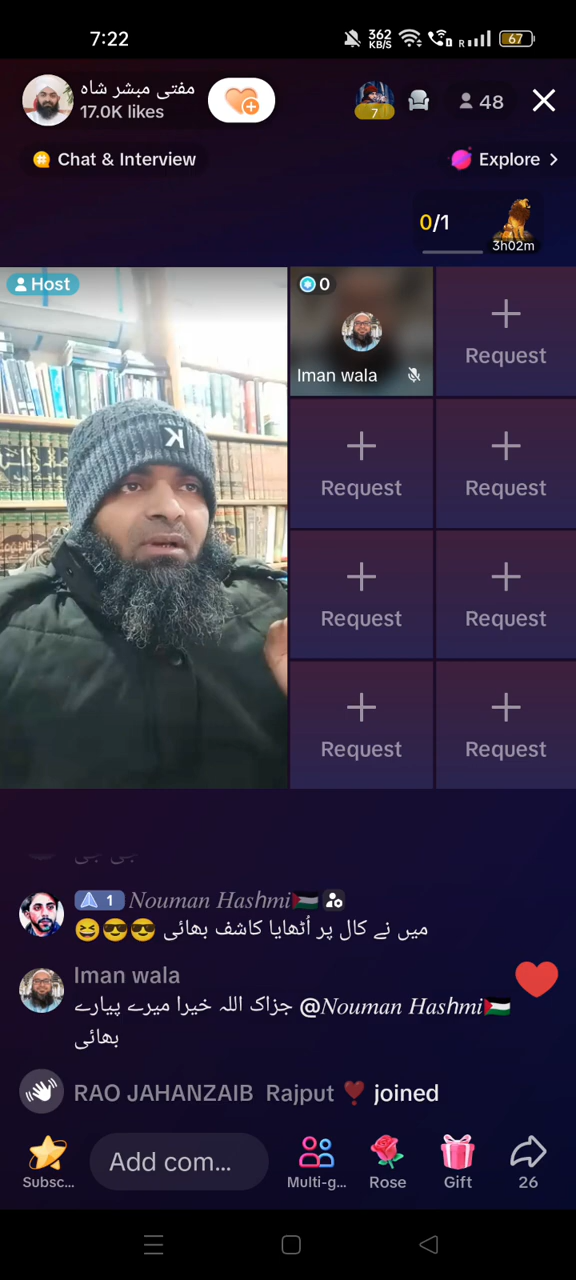 7:22
362 KB/S
R
67
مفتی مبشر شاہ
17.0K likes
7
48
# Chat & Interview
Explore >
0/1
3h02m
Host
0
K
Iman wala
Request
Request
Request
Request
Request
Request
Request
جی جی
1 Nouman Hashmi🇵🇸
میں نے کال پر اُٹھایا کاشف بھائی 😎😎😆
Iman wala
@Nouman Hashmi🇵🇸 جزاک اللہ خیرا میرے پیارے
بھائی
RAO JAHANZAIB Rajput ❣️ joined
Add com...
Subsc...
Multi-g...
Rose
Gift
26